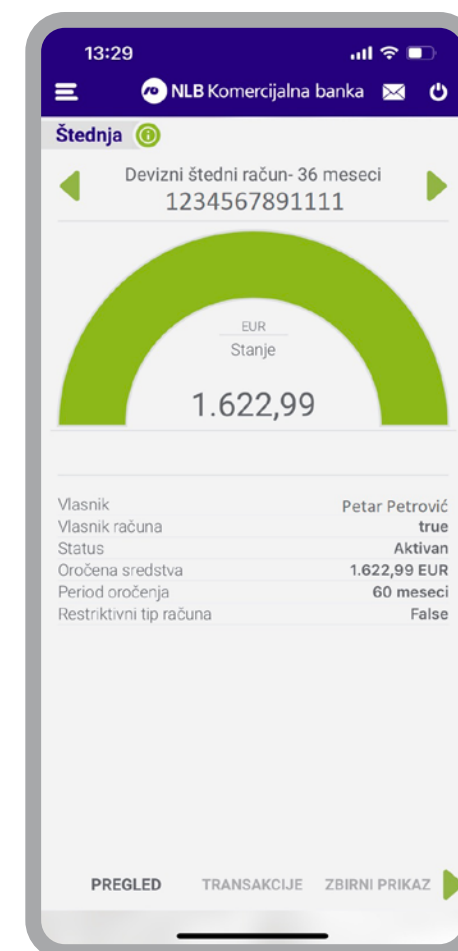 13:29
NLB Komercijalna banka
Štednja
Devizni štedni račun- 36 meseci
1234567891111
EUR
Stanje
1.622,99
Vlasnik Petar Petrović
Vlasnik računa true
Status Aktivan
Oročena sredstva 1.622,99 EUR
Period oročenja 60 meseci
Restriktivni tip računa False
PREGLED TRANSAKCIJE ZBIRNI PRIKAZ